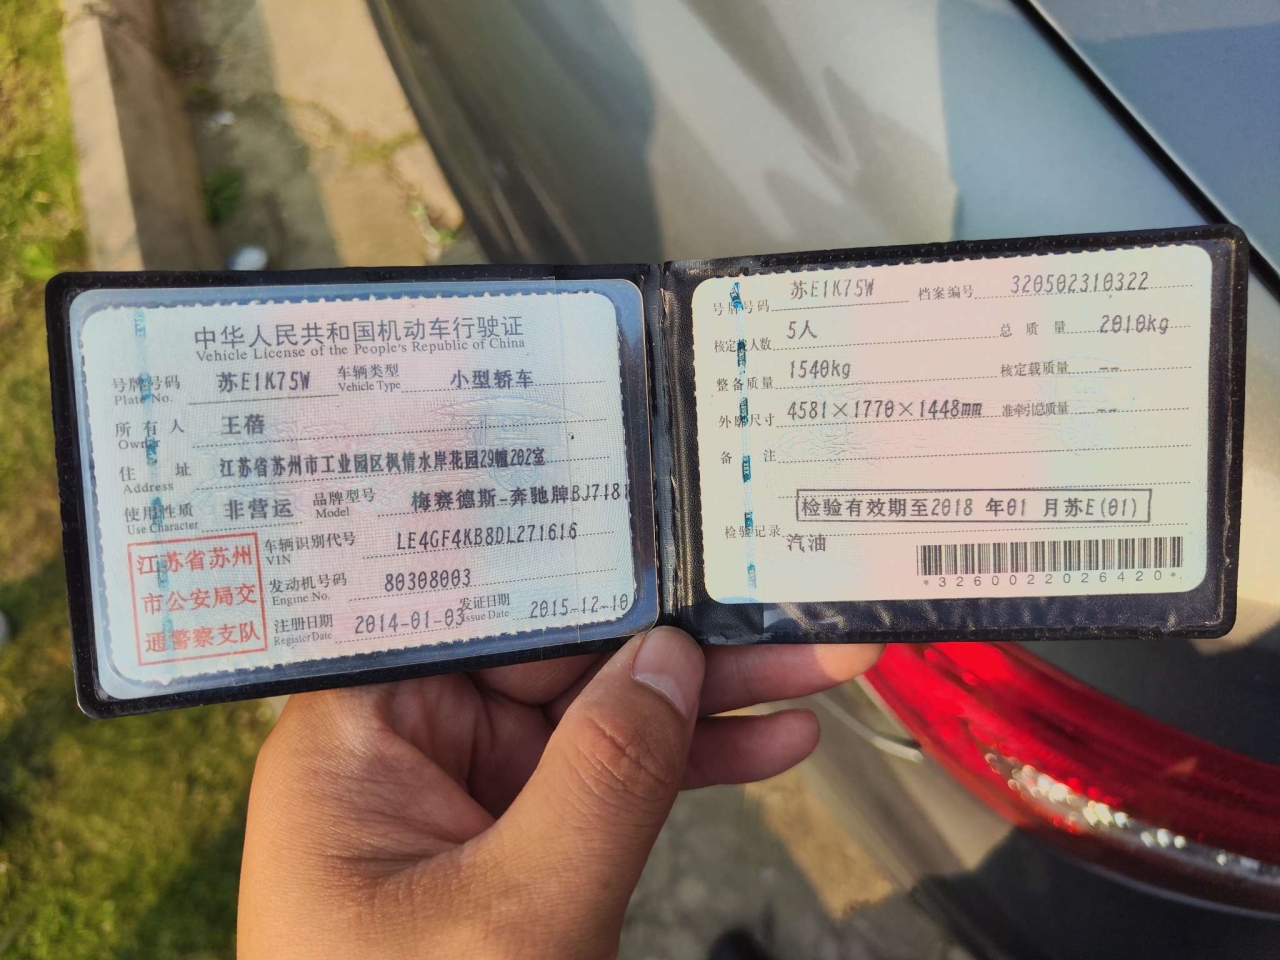 中华人民共和国机动车行驶证
Vehicle License of the People's Republic of China
号牌号码 苏E1K75W 车辆类型 小型轿车
Plate No. Vehicle Type
所有人 王蓓
Owner
住址 江苏省苏州市工业园区枫情水岸花园29幢202室
Address
使用性质 非营运 品牌型号 梅赛德斯-奔驰牌BJ7181
Use Character Model
江苏省苏州
市公安局交
通警察支队
车辆识别代号 LE4GF4KB8DL271616
VIN
发动机号码 80308003
Engine No.
注册日期 2014-01-03 发证日期 2015-12-10
Register Date Issue Date
号牌号码 苏E1K75W 档案编号 320502310322
核定载人数 5人 总质量 2010kg
整备质量 1540kg 核定载质量 --
外廓尺寸 4581×1770×1448mm 准牵引总质量 --
备注
检验有效期至2018 年01 月苏E(01)
检验记录
汽油
*3260022026420*